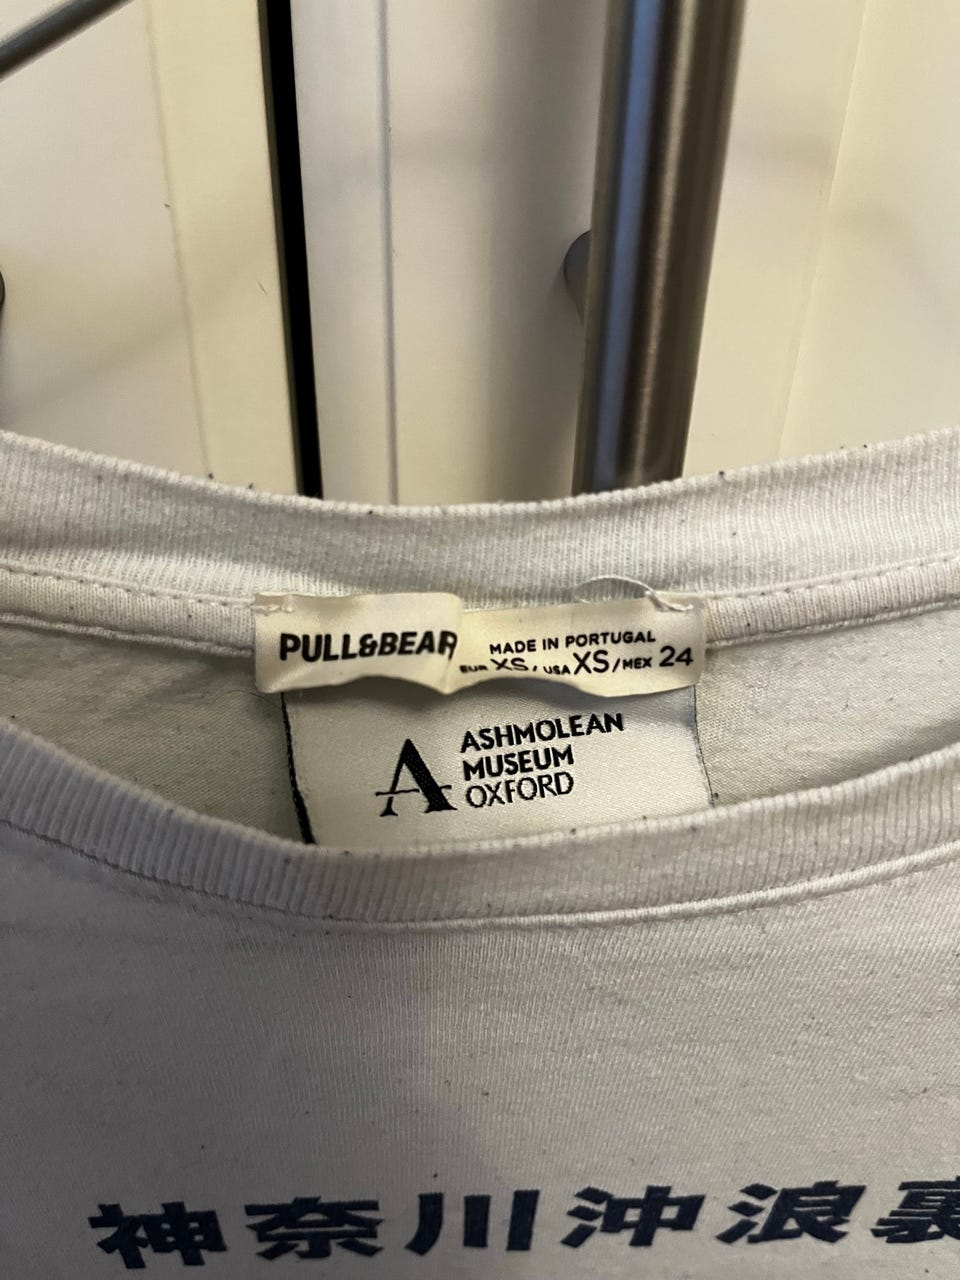 PULL&BEAR
MADE IN PORTUGAL
EUR XS / USA XS / MEX 24
ASHMOLEAN
MUSEUM
OXFORD
神奈川沖浪裏